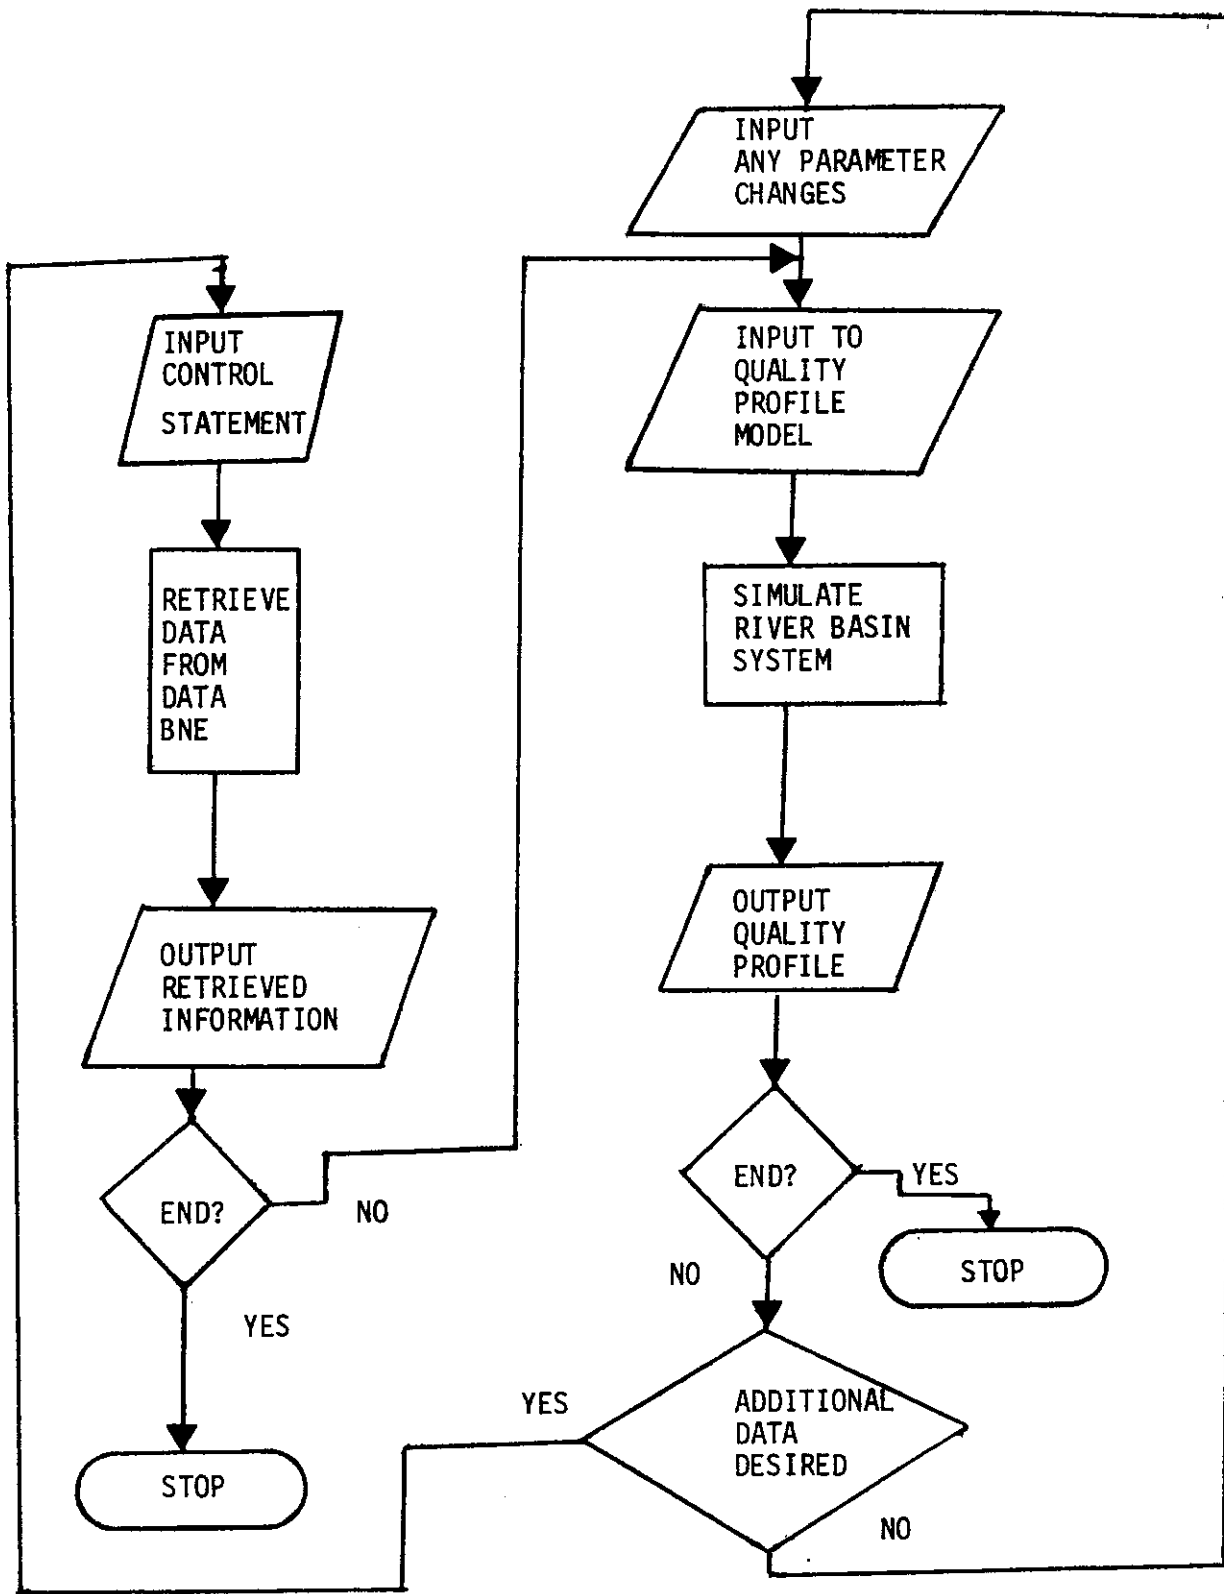 INPUT
CONTROL
STATEMENT
RETRIEVE
DATA
FROM
DATA
BNE
OUTPUT
RETRIEVED
INFORMATION
END?
NO
YES
STOP
INPUT
ANY PARAMETER
CHANGES
INPUT TO
QUALITY
PROFILE
MODEL
SIMULATE
RIVER BASIN
SYSTEM
OUTPUT
QUALITY
PROFILE
END?
YES
STOP
NO
YES
ADDITIONAL
DATA
DESIRED
NO